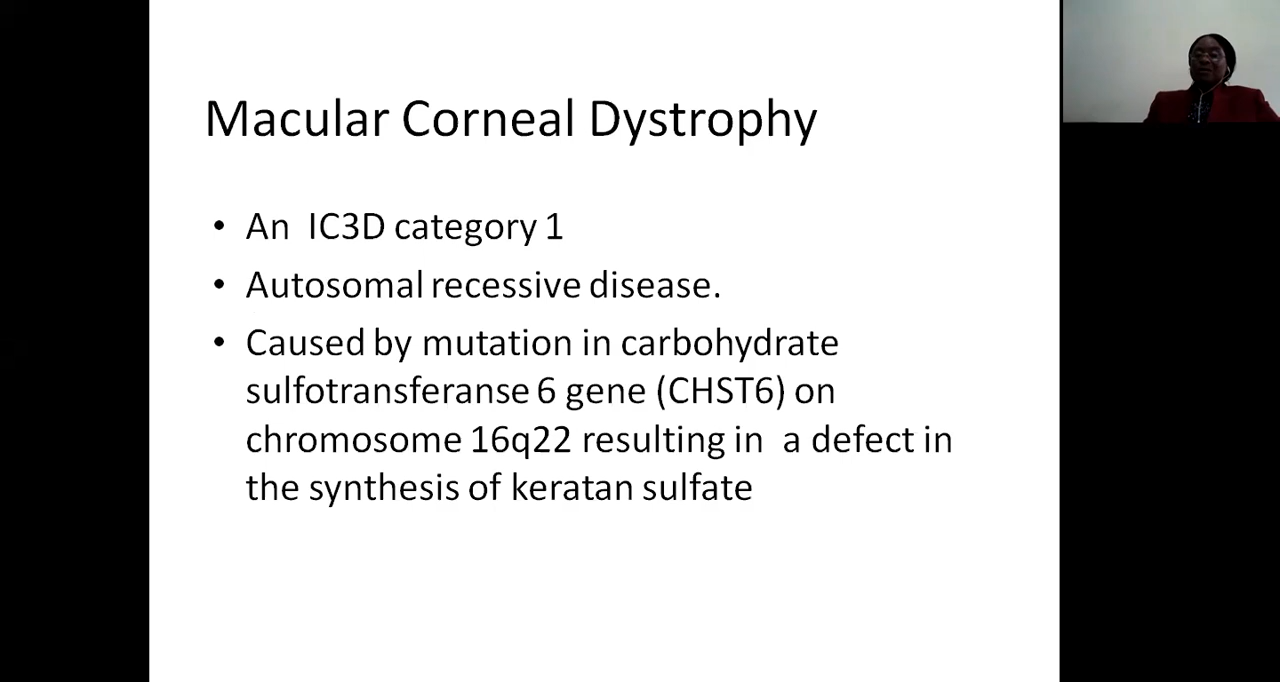 Macular Corneal Dystrophy
• An IC3D category 1
• Autosomal recessive disease.
• Caused by mutation in carbohydrate
sulfotransferanse 6 gene (CHST6) on
chromosome 16q22 resulting in a defect in
the synthesis of keratan sulfate